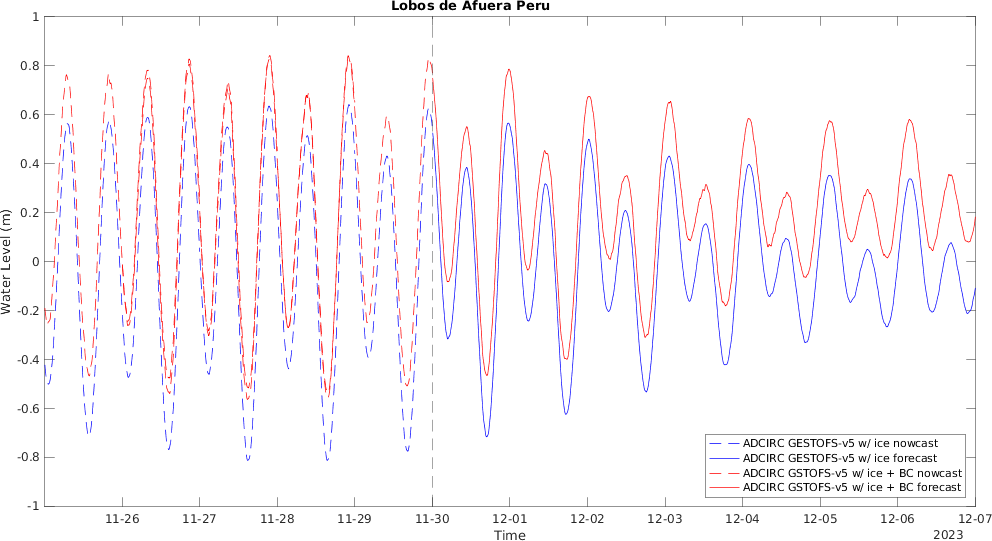 Lobos de Afuera Peru
1
0.8
0.6
0.4
0.2
0
-0.2
-0.4
-0.6
-0.8
-1
Water Level (m)
11-26 11-27 11-28 11-29 11-30 12-01 12-02 12-03 12-04 12-05 12-06 12-07
Time
2023
ADCIRC GESTOFS-v5 w/ ice nowcast
ADCIRC GESTOFS-v5 w/ ice forecast
ADCIRC GSTOFS-v5 w/ ice + BC nowcast
ADCIRC GSTOFS-v5 w/ ice + BC forecast